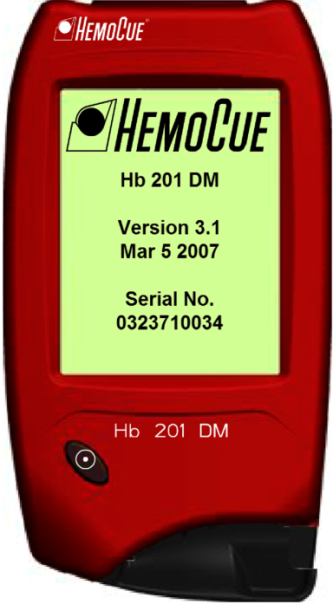 HemoCue
HemoCue
Hb 201 DM
Version 3.1
Mar 5 2007
Serial No.
0323710034
Hb 201 DM